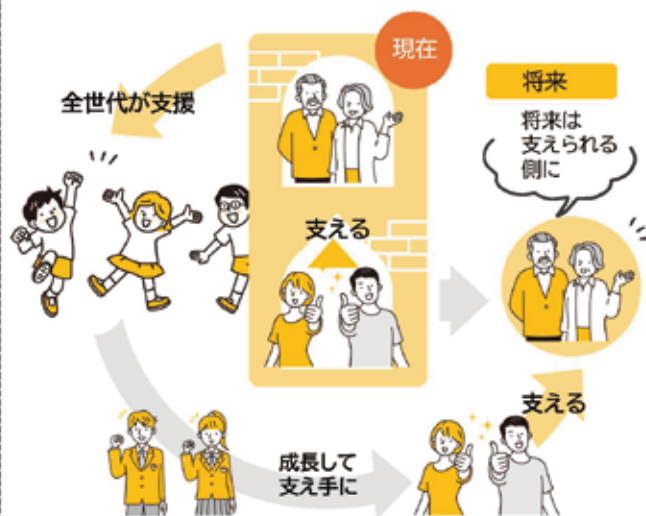 現在
全世代が支援
支える
将来
将来は
支えられる
側に
支える
成長して
支え手に